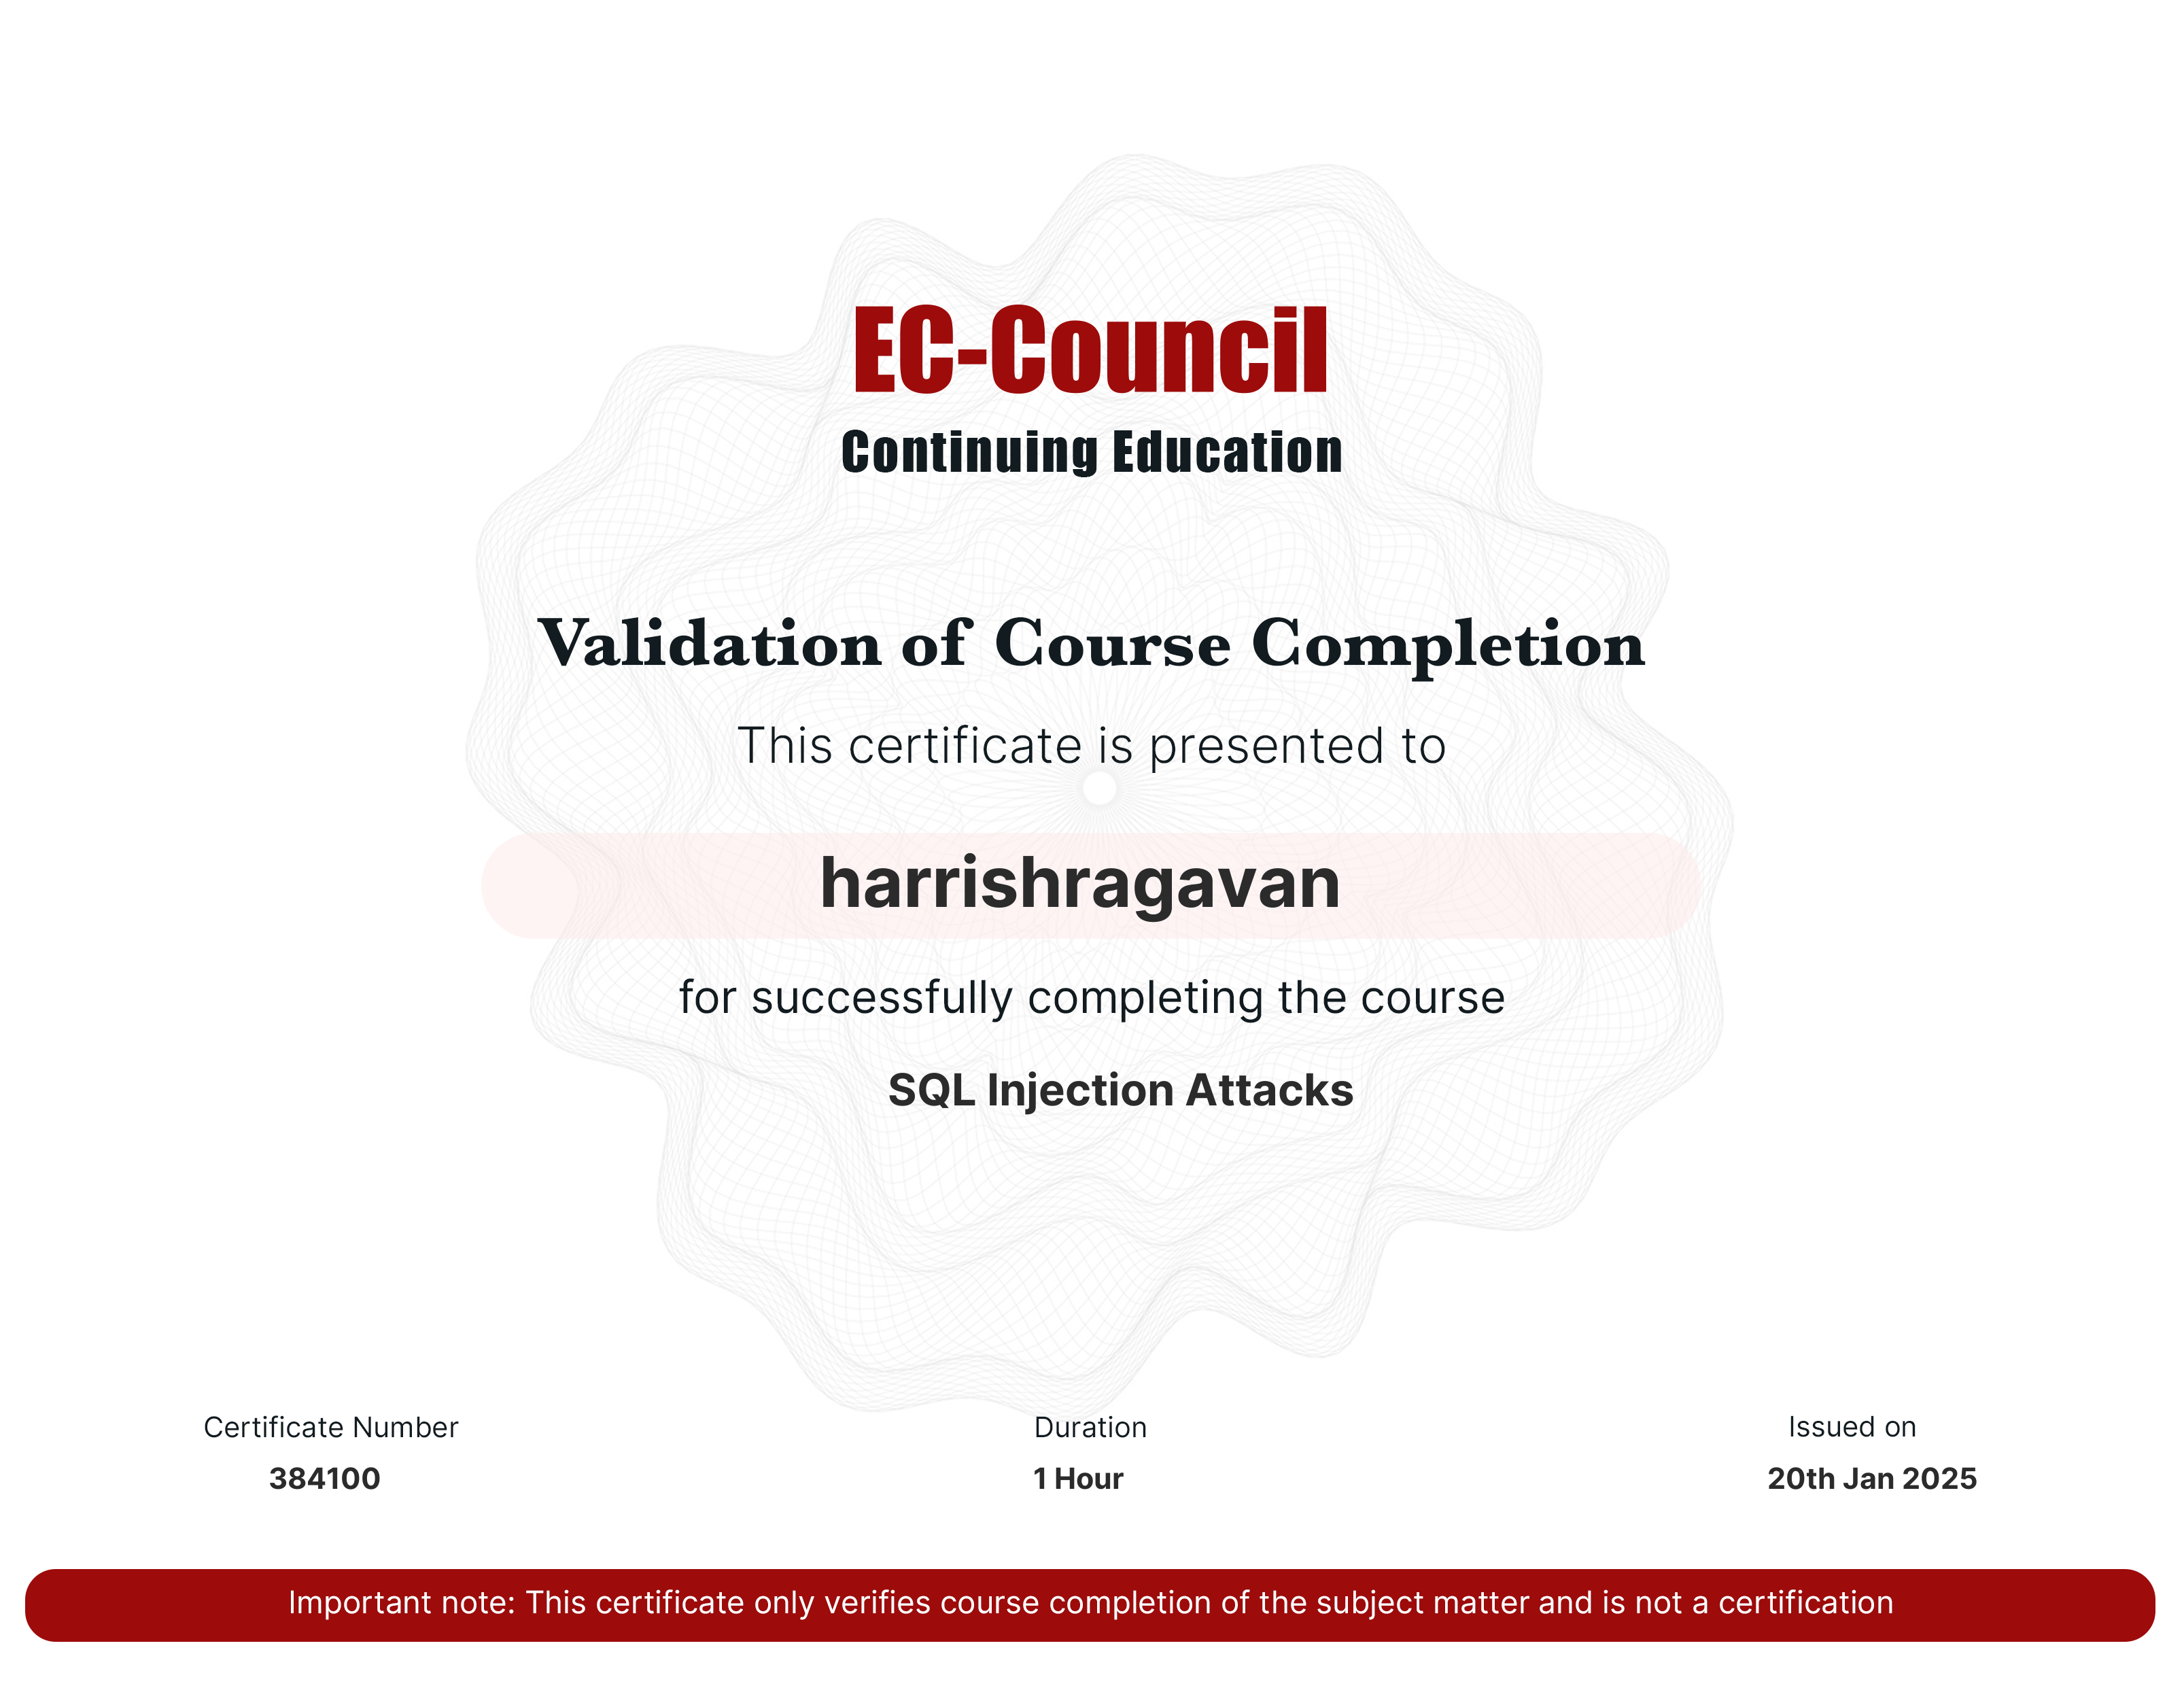 EC-Council
Continuing Education
Validation of Course Completion
This certificate is presented to
harrishragavan
for successfully completing the course
SQL Injection Attacks
Certificate Number
384100
Duration
1 Hour
Issued on
20th Jan 2025
Important note: This certificate only verifies course completion of the subject matter and is not a certification